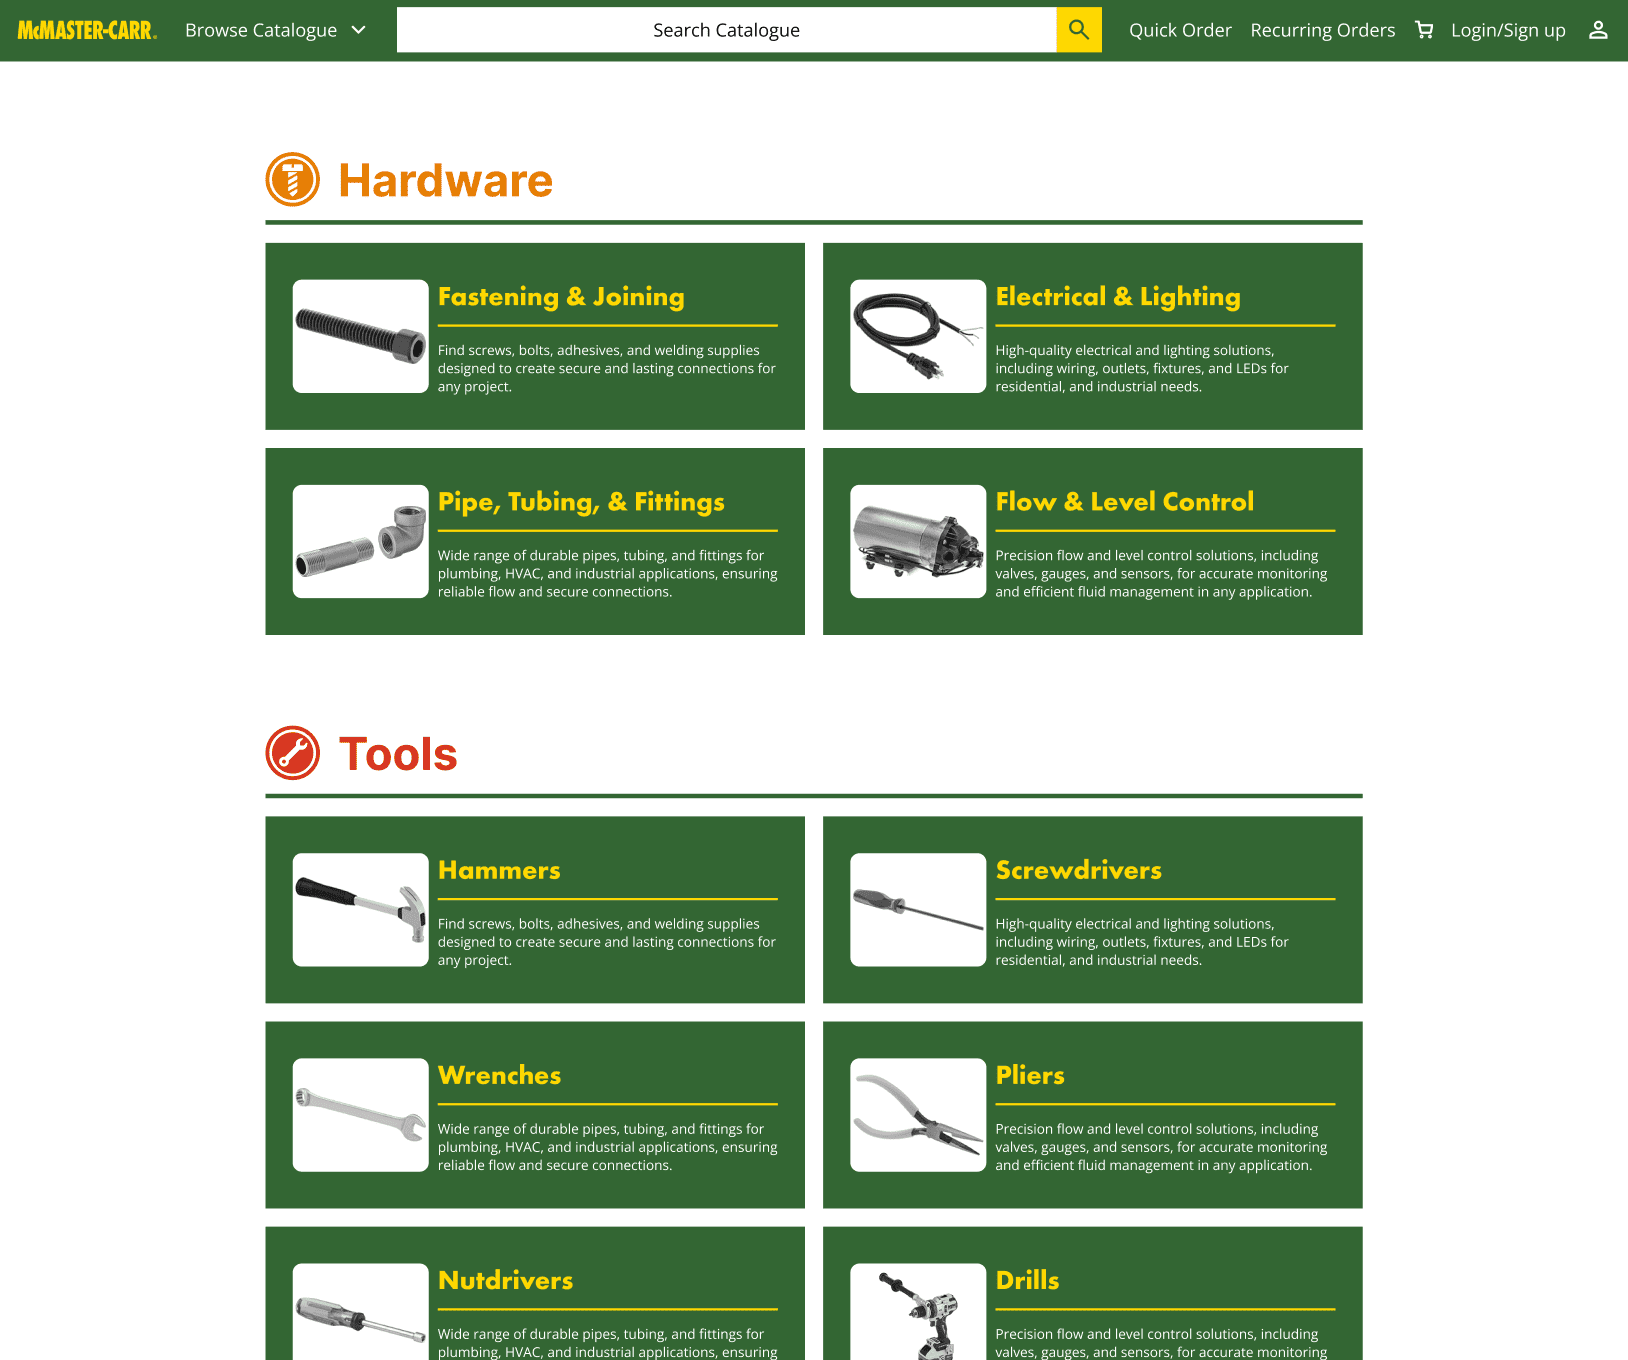 McMASTER-CARR
Browse Catalogue
Search Catalogue
Quick Order
Recurring Orders
Login/Sign up
Hardware
Fastening & Joining
Find screws, bolts, adhesives, and welding supplies
designed to create secure and lasting connections for
any project.
Electrical & Lighting
High-quality electrical and lighting solutions,
including wiring, outlets, fixtures, and LEDs for
residential, and industrial needs.
Pipe, Tubing, & Fittings
Wide range of durable pipes, tubing, and fittings for
plumbing, HVAC, and industrial applications, ensuring
reliable flow and secure connections.
Flow & Level Control
Precision flow and level control solutions, including
valves, gauges, and sensors, for accurate monitoring
and efficient fluid management in any application.
Tools
Hammers
Find screws, bolts, adhesives, and welding supplies
designed to create secure and lasting connections for
any project.
Screwdrivers
High-quality electrical and lighting solutions,
including wiring, outlets, fixtures, and LEDs for
residential, and industrial needs.
Wrenches
Wide range of durable pipes, tubing, and fittings for
plumbing, HVAC, and industrial applications, ensuring
reliable flow and secure connections.
Pliers
Precision flow and level control solutions, including
valves, gauges, and sensors, for accurate monitoring
and efficient fluid management in any application.
Nutdrivers
Wide range of durable pipes, tubing, and fittings for
plumbing, HVAC, and industrial applications, ensuring
Drills
Precision flow and level control solutions, including
valves, gauges, and sensors, for accurate monitoring